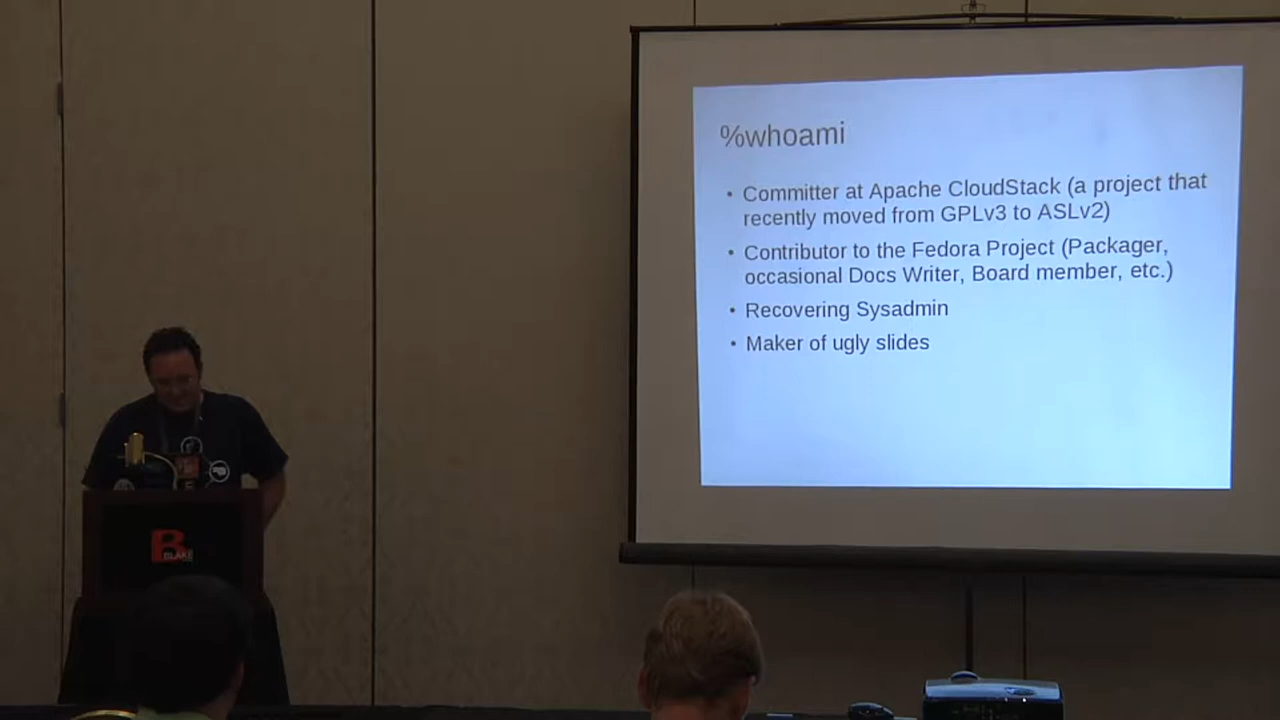 %whoami
• Committer at Apache CloudStack (a project that
recently moved from GPLv3 to ASLv2)
• Contributor to the Fedora Project (Packager,
occasional Docs Writer, Board member, etc.)
• Recovering Sysadmin
• Maker of ugly slides
B
BLAKE